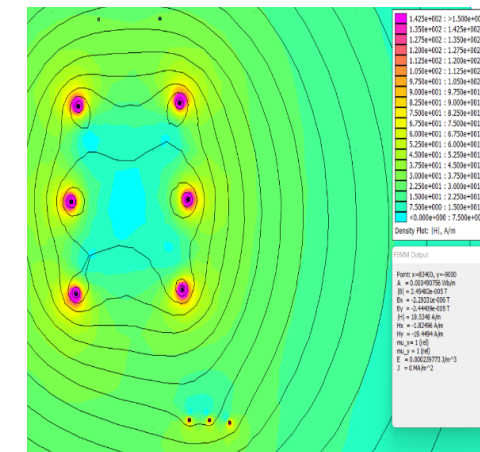 1.425e+002 : >1.500e+00
1.350e+002 : 1.425e+002
1.275e+002 : 1.350e+002
1.200e+002 : 1.275e+002
1.125e+002 : 1.200e+002
1.050e+002 : 1.125e+002
9.750e+001 : 1.050e+002
9.000e+001 : 9.750e+001
8.250e+001 : 9.000e+001
7.500e+001 : 8.250e+001
6.750e+001 : 7.500e+001
6.000e+001 : 6.750e+001
5.250e+001 : 6.000e+001
4.500e+001 : 5.250e+001
3.750e+001 : 4.500e+001
3.000e+001 : 3.750e+001
2.250e+001 : 3.000e+001
1.500e+001 : 2.250e+001
7.500e+000 : 1.500e+001
<0.000e+000 : 7.500e+00
Density Plot: |H|, A/m
FEMM Output
Point: x=83400, y=-9000
A = 0.000490756 Wb/m
|B| = 2.45482e-005 T
Bx = -2.29331e-006 T
By = -2.44409e-005 T
|H| = 19.5348 A/m
Hx = -1.82496 A/m
Hy = -19.4494 A/m
mu_x = 1 (rel)
mu_y = 1 (rel)
E = 0.000239773 J/m^3
J = 0 MA/m^2